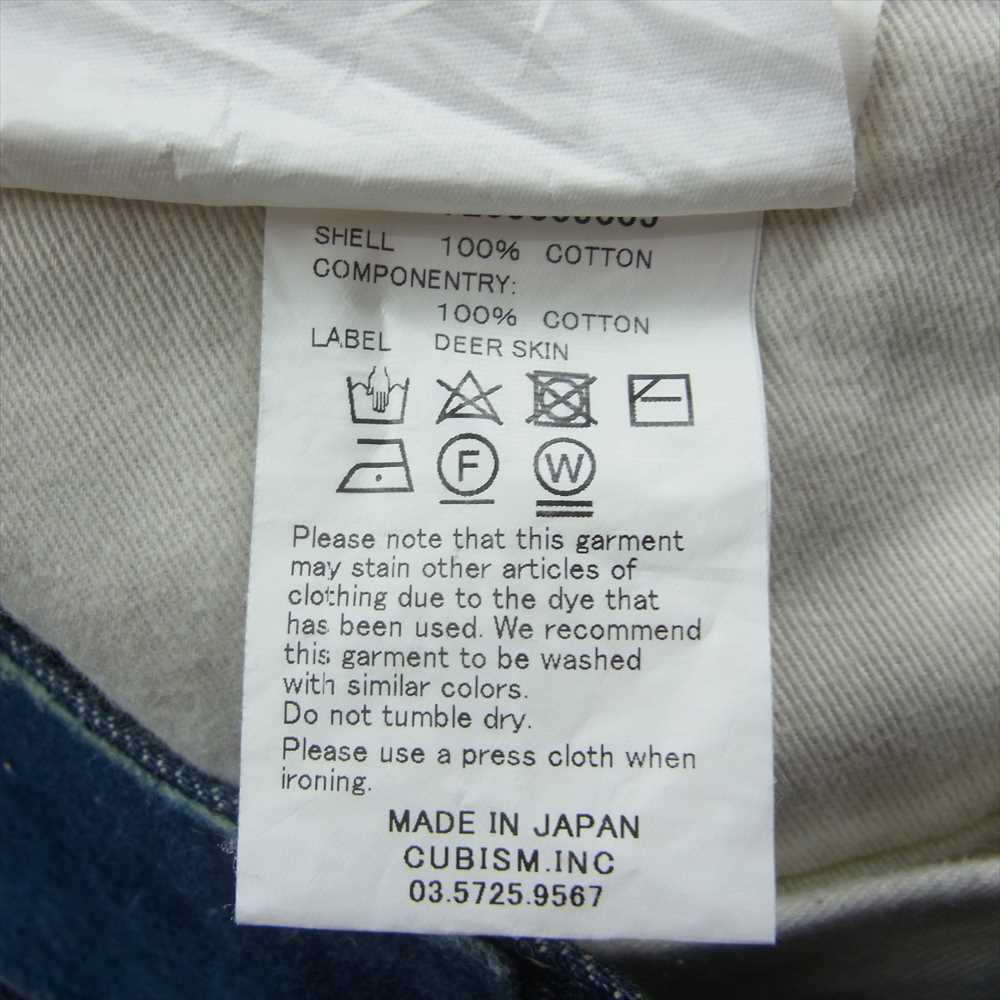 SHELL 100% COTTON
COMPONENTRY:
100% COTTON
LABEL DEER SKIN
F W
Please note that this garment
may stain other articles of
clothing due to the dye that
has been used. We recommend
this garment to be washed
with similar colors.
Do not tumble dry.
Please use a press cloth when
ironing.
MADE IN JAPAN
CUBISM.INC
03.5725.9567